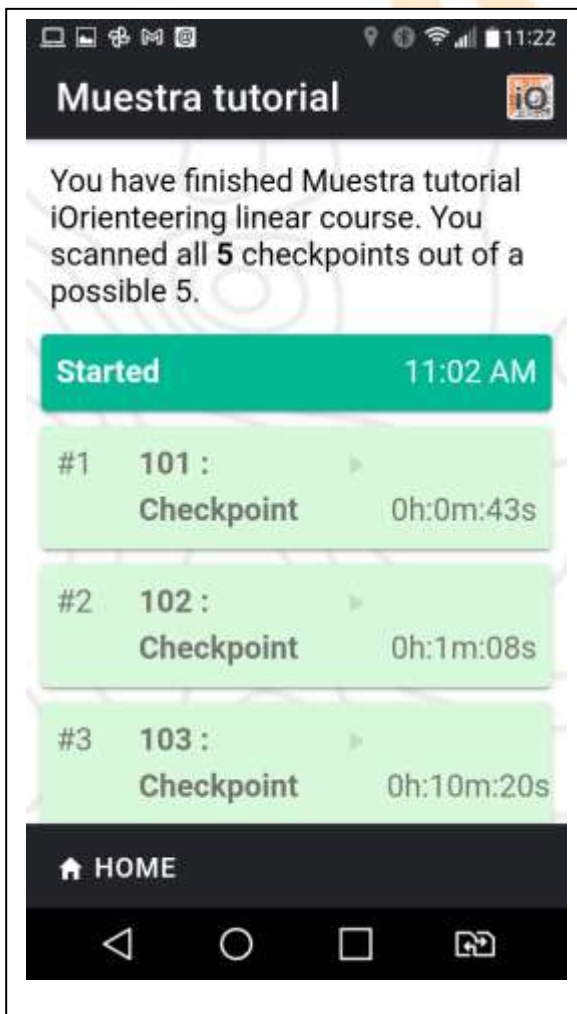 11:22
Muestra tutorial
iO
You have finished Muestra tutorial
iOrienteering linear course. You
scanned all 5 checkpoints out of a
possible 5.
Started 11:02 AM
#1 101 :
Checkpoint 0h:0m:43s
#2 102 :
Checkpoint 0h:1m:08s
#3 103 :
Checkpoint 0h:10m:20s
HOME